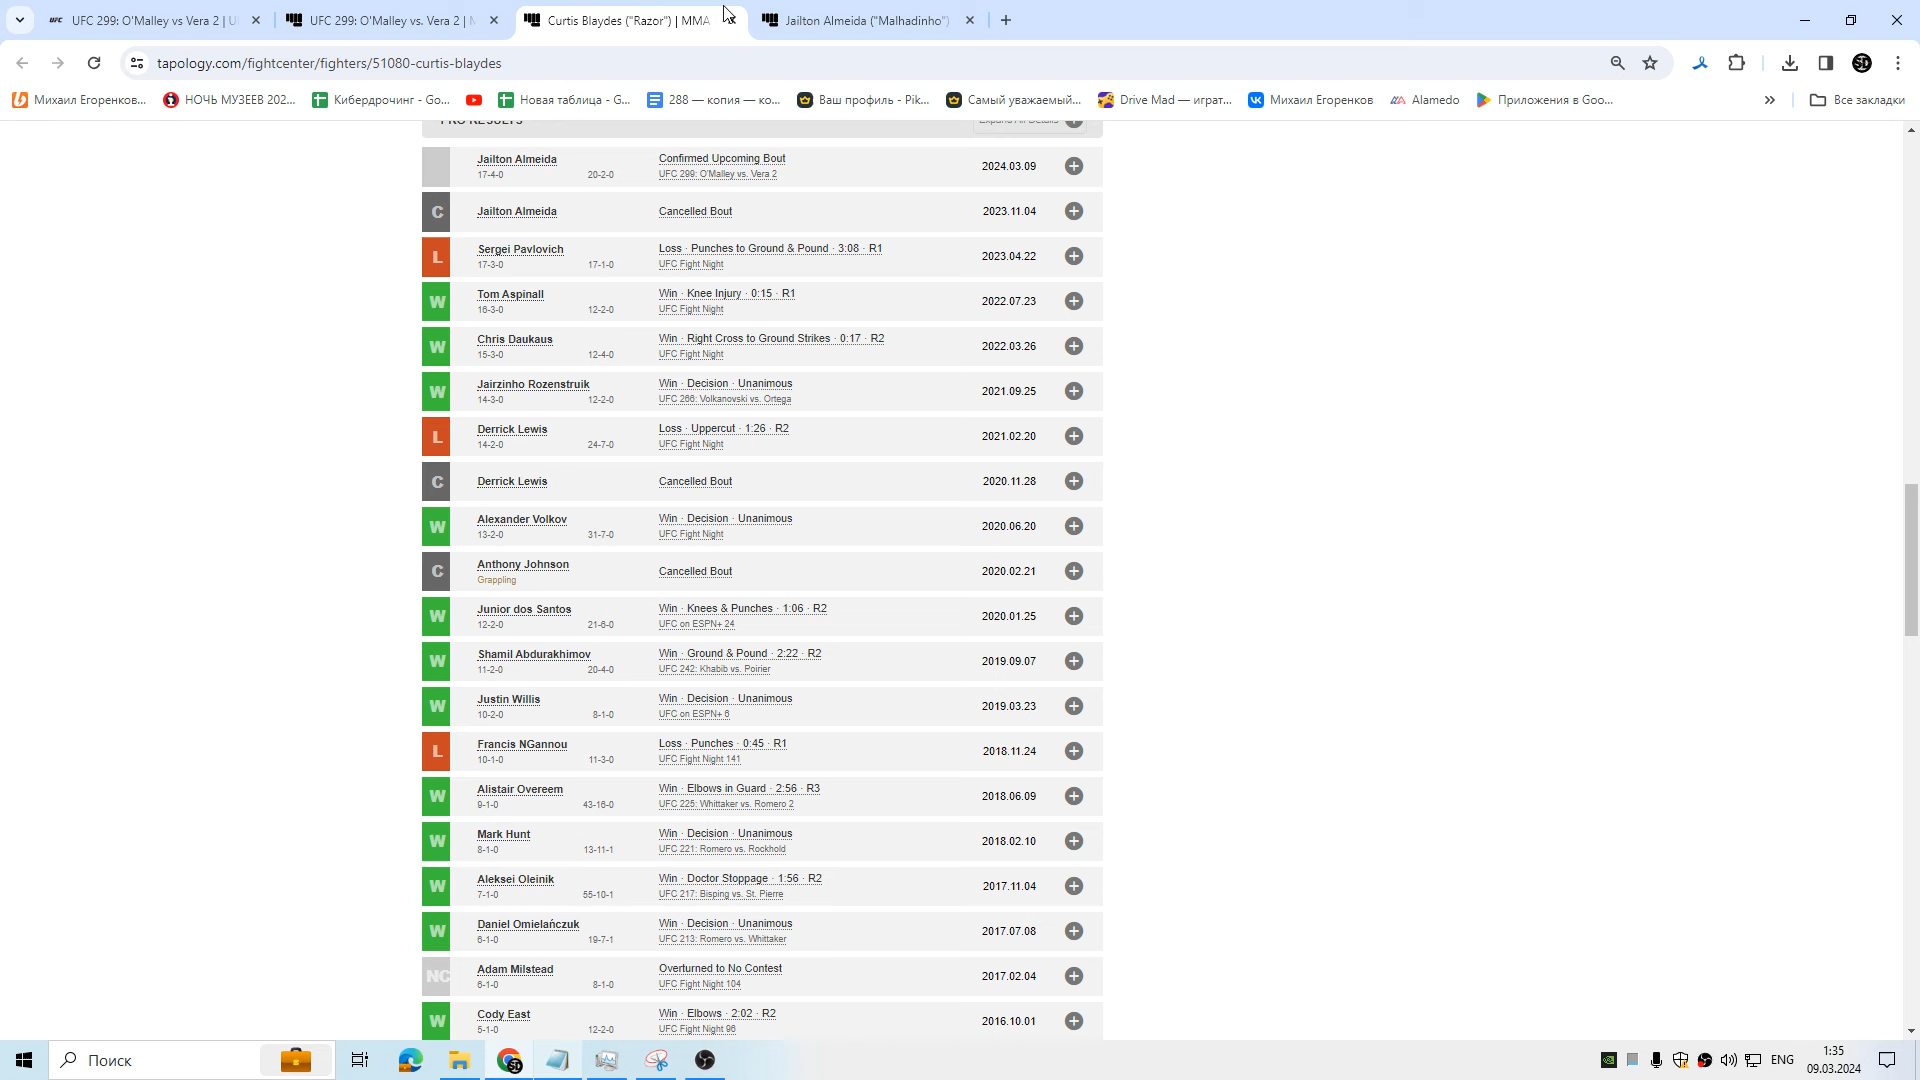 UFC 299: O'Malley vs Vera 2 | U
UFC 299: O'Malley vs. Vera 2 | M
Curtis Blaydes ("Razor") | MMA
Jailton Almeida ("Malhadinho")
tapology.com/fightcenter/fighters/51080-curtis-blaydes
Михаил Егоренков...
НОЧЬ МУЗЕЕВ 202...
Кибердрочинг - Go...
Новая таблица - G...
288 — копия — ко...
Ваш профиль - Pik...
Самый уважаемый...
Drive Mad — играт...
Михаил Егоренков
Alamedo
Приложения в Goo...
Все закладки
PRO RESULTS
Expand All Details
Jailton Almeida Confirmed Upcoming Bout 2024.03.09
17-4-0 20-2-0 UFC 299: O'Malley vs. Vera 2
C Jailton Almeida Cancelled Bout 2023.11.04
L Sergei Pavlovich Loss · Punches to Ground & Pound · 3:08 · R1 2023.04.22
17-3-0 17-1-0 UFC Fight Night
W Tom Aspinall Win · Knee Injury · 0:15 · R1 2022.07.23
16-3-0 12-2-0 UFC Fight Night
W Chris Daukaus Win · Right Cross to Ground Strikes · 0:17 · R2 2022.03.26
15-3-0 12-4-0 UFC Fight Night
W Jairzinho Rozenstruik Win · Decision · Unanimous 2021.09.25
14-3-0 12-2-0 UFC 266: Volkanovski vs. Ortega
L Derrick Lewis Loss · Uppercut · 1:26 · R2 2021.02.20
14-2-0 24-7-0 UFC Fight Night
C Derrick Lewis Cancelled Bout 2020.11.28
W Alexander Volkov Win · Decision · Unanimous 2020.06.20
13-2-0 31-7-0 UFC Fight Night
C Anthony Johnson Cancelled Bout 2020.02.21
Grappling
W Junior dos Santos Win · Knees & Punches · 1:06 · R2 2020.01.25
12-2-0 21-6-0 UFC on ESPN+ 24
W Shamil Abdurakhimov Win · Ground & Pound · 2:22 · R2 2019.09.07
11-2-0 20-4-0 UFC 242: Khabib vs. Poirier
W Justin Willis Win · Decision · Unanimous 2019.03.23
10-2-0 8-1-0 UFC on ESPN+ 6
L Francis NGannou Loss · Punches · 0:45 · R1 2018.11.24
10-1-0 11-3-0 UFC Fight Night 141
W Alistair Overeem Win · Elbows in Guard · 2:56 · R3 2018.06.09
9-1-0 43-16-0 UFC 225: Whittaker vs. Romero 2
W Mark Hunt Win · Decision · Unanimous 2018.02.10
8-1-0 13-11-1 UFC 221: Romero vs. Rockhold
W Aleksei Oleinik Win · Doctor Stoppage · 1:56 · R2 2017.11.04
7-1-0 55-10-1 UFC 217: Bisping vs. St. Pierre
W Daniel Omielańczuk Win · Decision · Unanimous 2017.07.08
6-1-0 19-7-1 UFC 213: Romero vs. Whittaker
NC Adam Milstead Overturned to No Contest 2017.02.04
6-1-0 8-1-0 UFC Fight Night 104
W Cody East Win · Elbows · 2:02 · R2 2016.10.01
5-1-0 12-2-0 UFC Fight Night 96
Поиск
ENG
1:35
09.03.2024